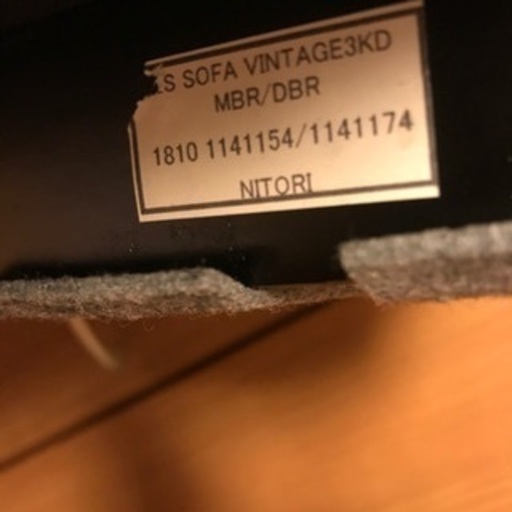 S SOFA VINTAGE3KD
MBR/DBR
1810 1141154/1141174
NITORI